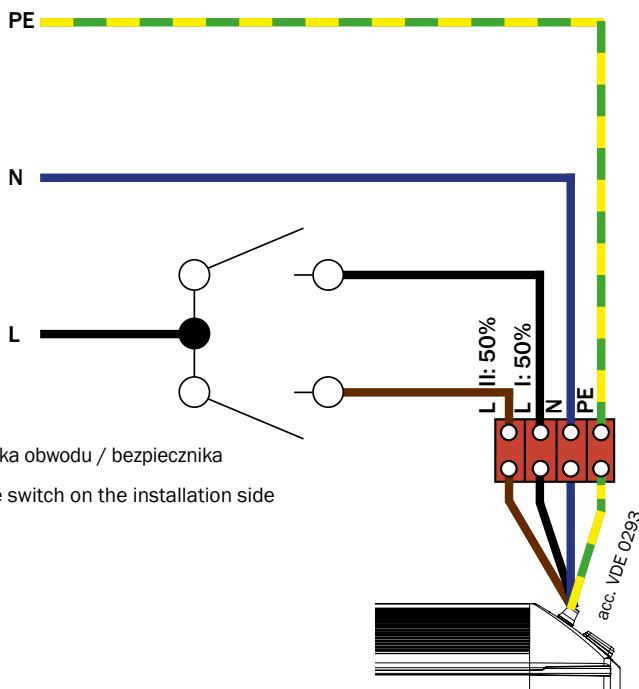 PE
N
L
L II: 50%
L I: 50%
N
PE
ka obwodu / bezpiecznika
switch on the installation side
acc. VDE 0293